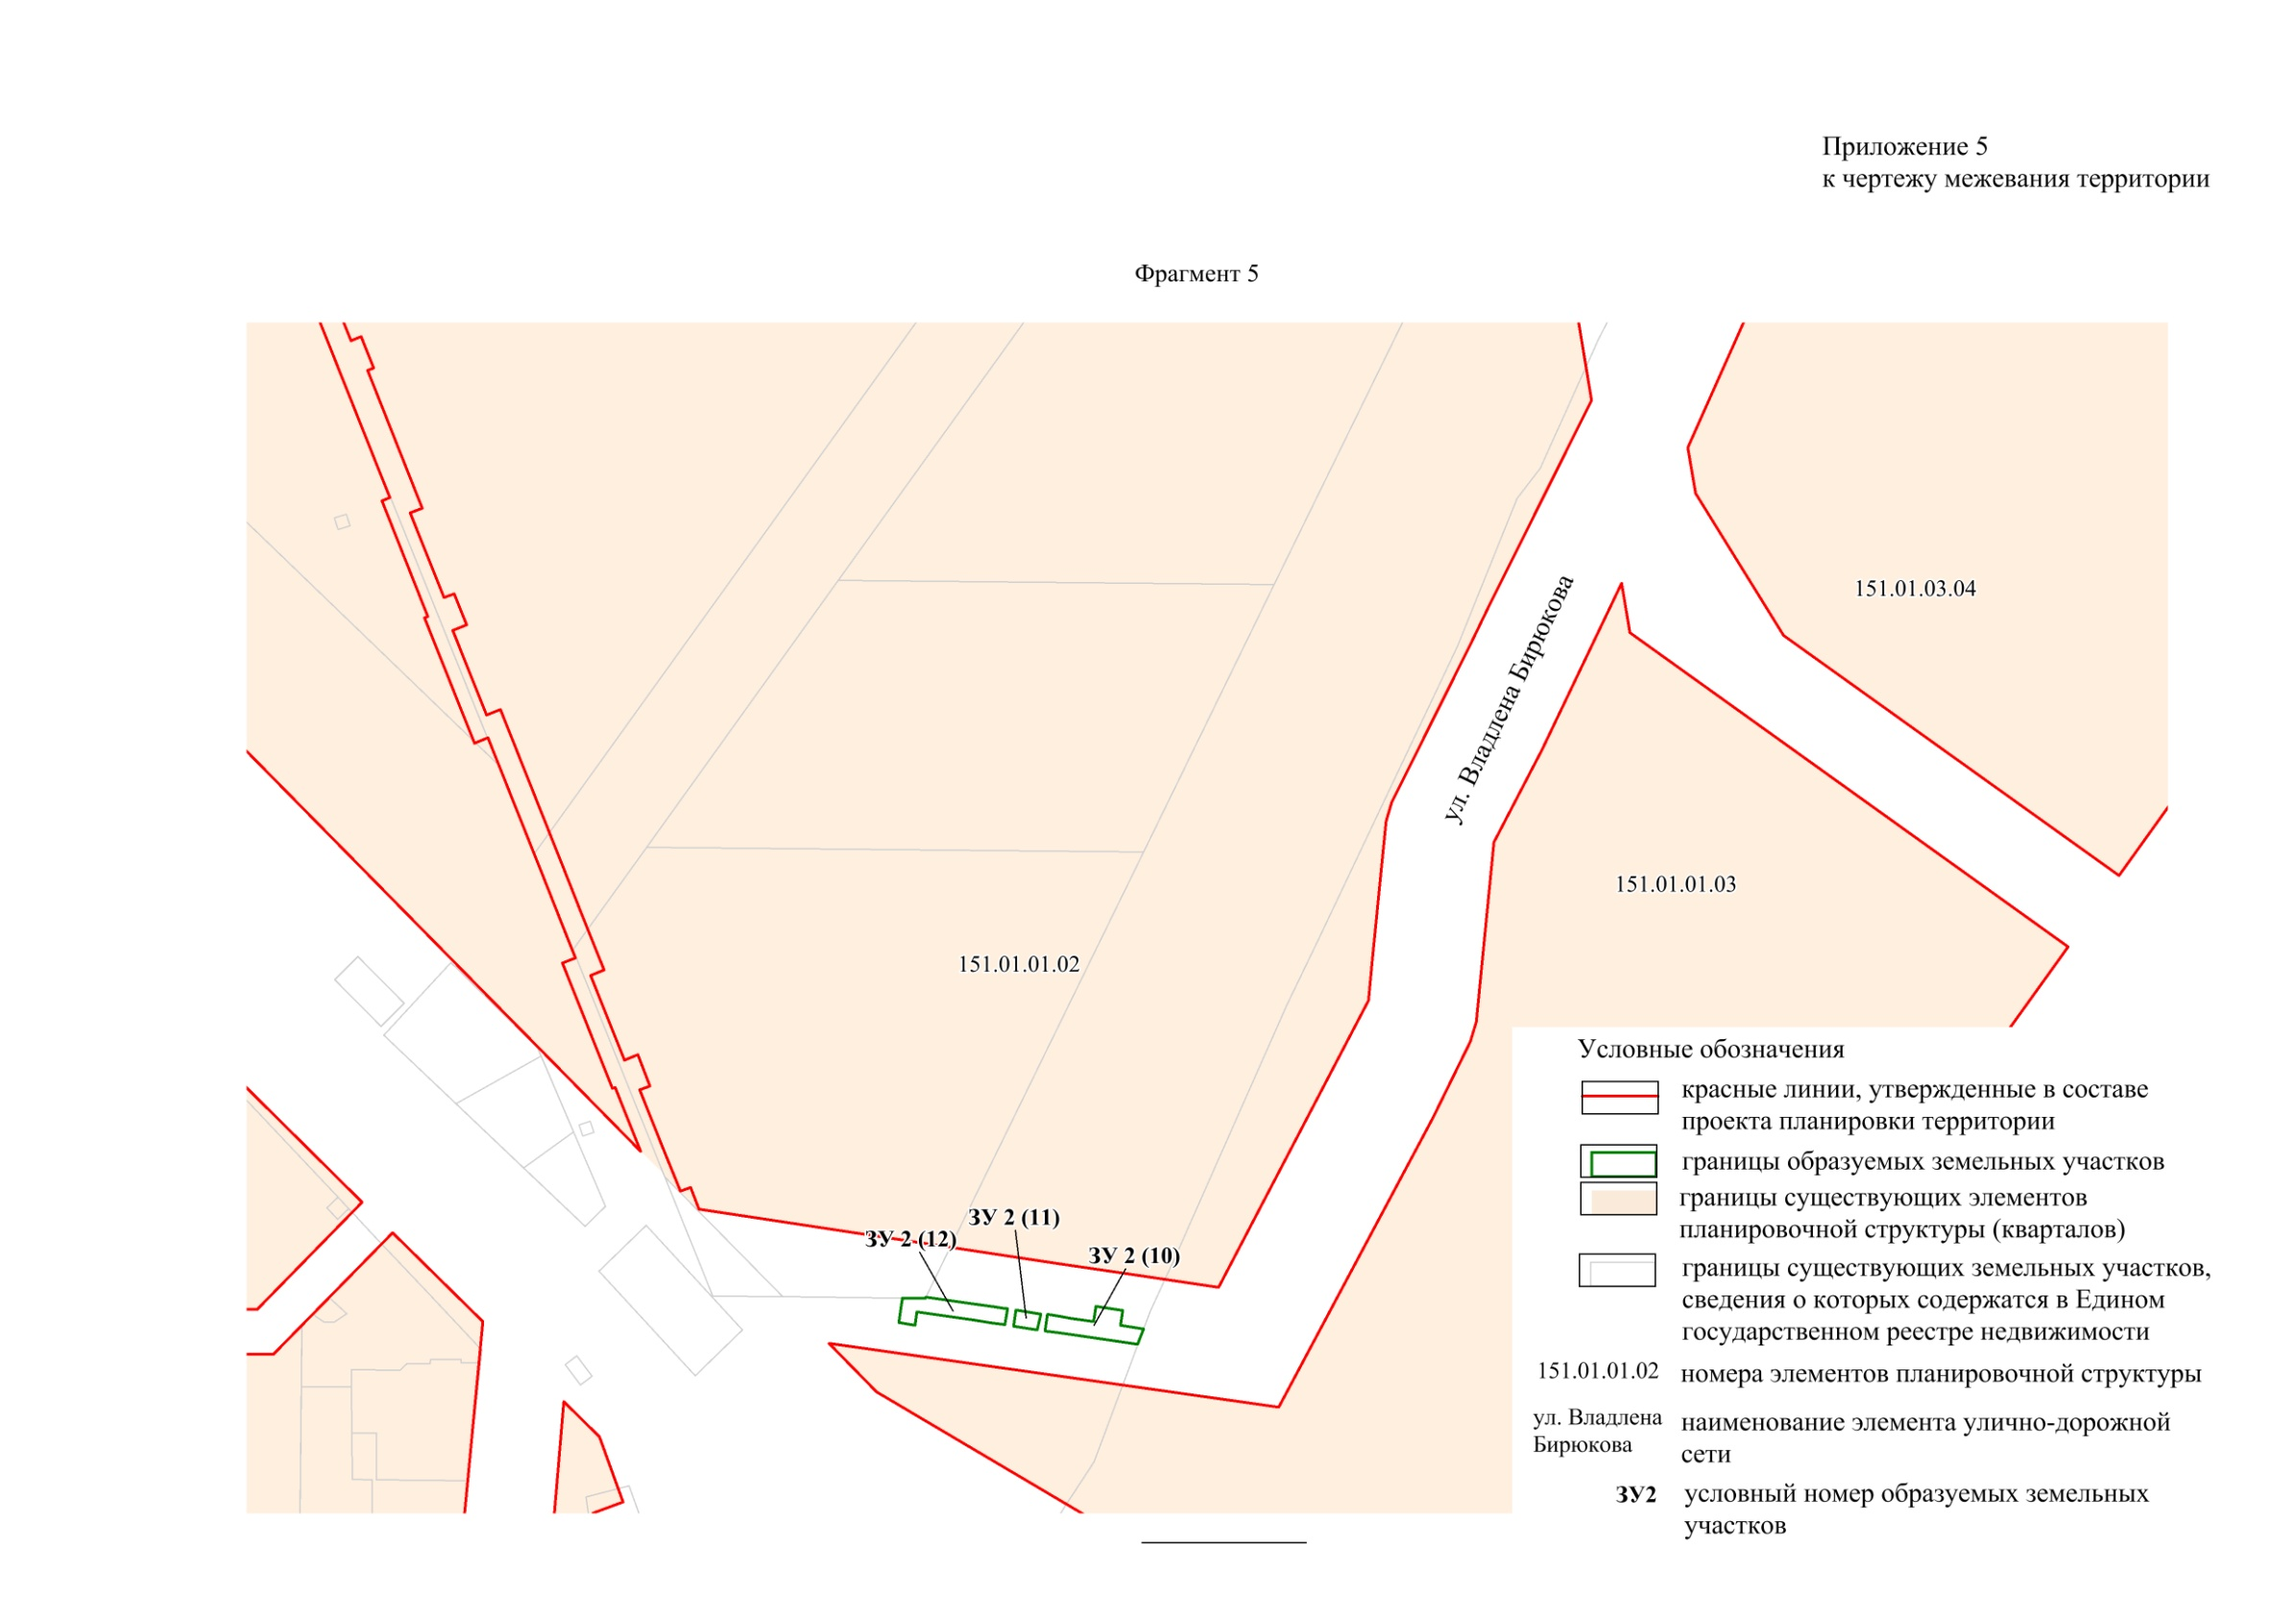 Приложение 5
к чертежу межевания территории
Фрагмент 5
151.01.03.04
ул. Владлена Бирюкова
151.01.01.03
151.01.01.02
ЗУ 2 (11)
ЗУ 2 (12)
ЗУ 2 (10)
Условные обозначения
красные линии, утвержденные в составе
проекта планировки территории
границы образуемых земельных участков
границы существующих элементов
планировочной структуры (кварталов)
границы существующих земельных участков,
сведения о которых содержатся в Едином
государственном реестре недвижимости
151.01.01.02 номера элементов планировочной структуры
ул. Владлена
Бирюкова
наименование элемента улично-дорожной
сети
ЗУ2 условный номер образуемых земельных
участков